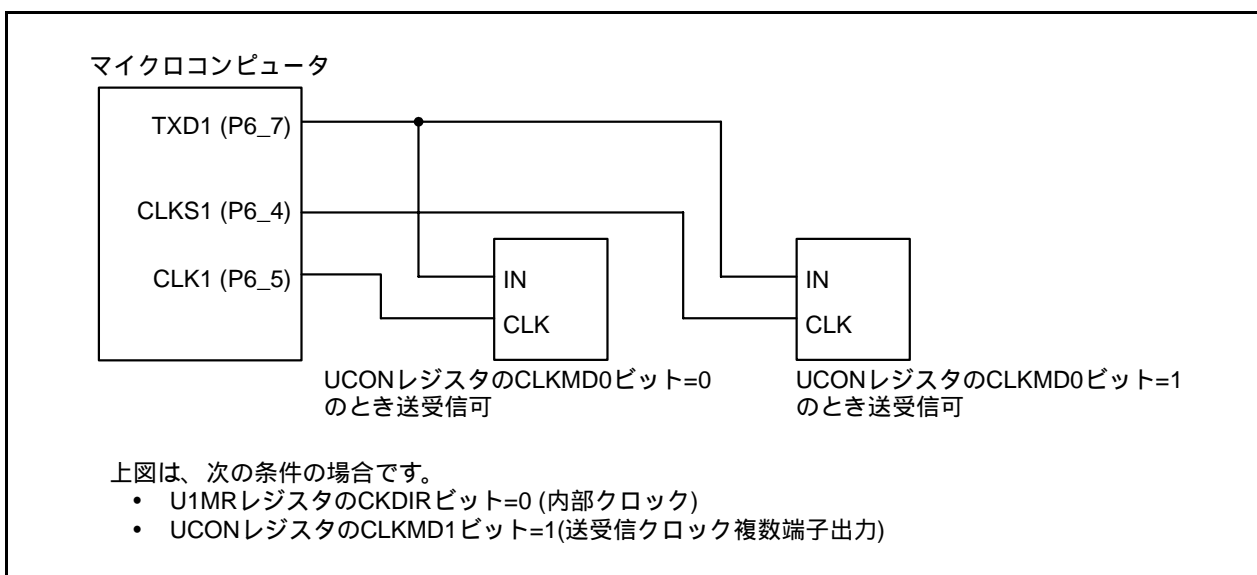 マイクロコンピュータ
TXD1 (P6_7)
CLKS1 (P6_4)
CLK1 (P6_5)
IN
CLK
IN
CLK
UCONレジスタのCLKMD0ビット=0
のとき送受信可
UCONレジスタのCLKMD0ビット=1
のとき送受信可
上図は、次の条件の場合です。
• U1MRレジスタのCKDIRビット=0 (内部クロック)
• UCONレジスタのCLKMD1ビット=1(送受信クロック複数端子出力)